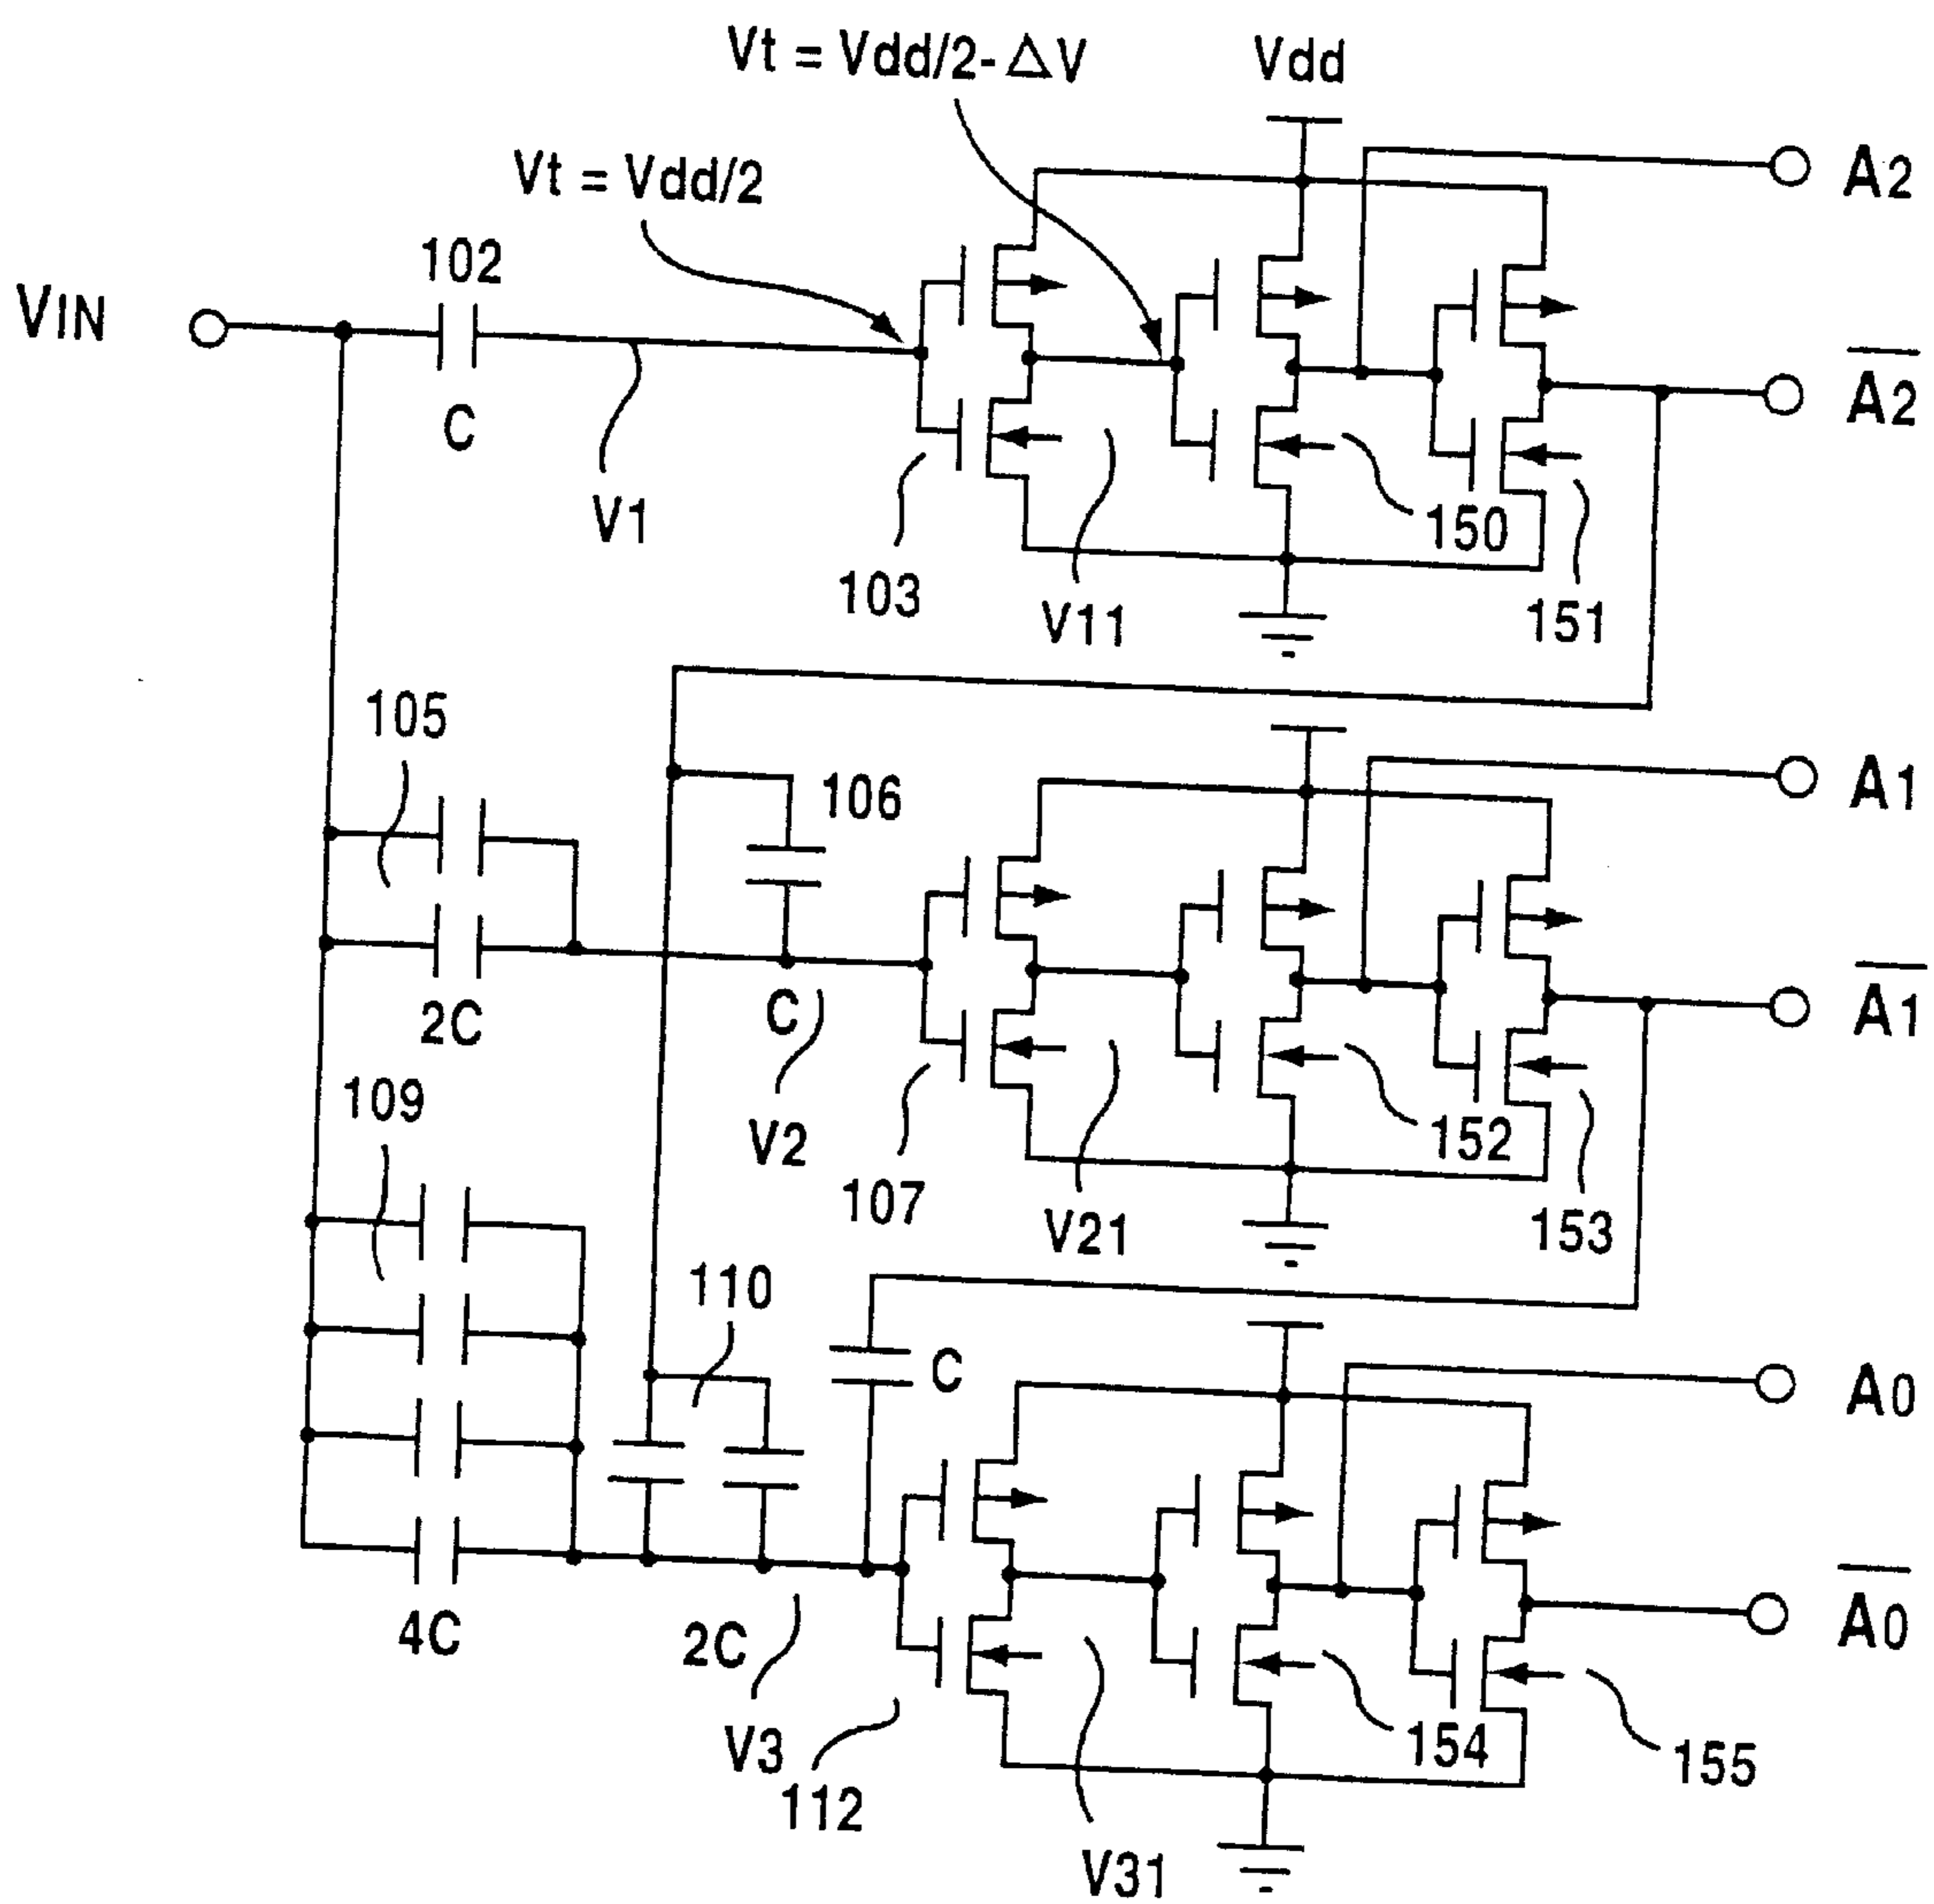 Vt = Vdd/2-ΔV
Vdd
Vt = Vdd/2
A2
VIN
102
C
A2
V1
103
V11
150
151
105
106
A1
2C
C
A1
V2
109
107
V21
152
153
110
C
A0
4C
2C
A0
V3
112
V31
154
155